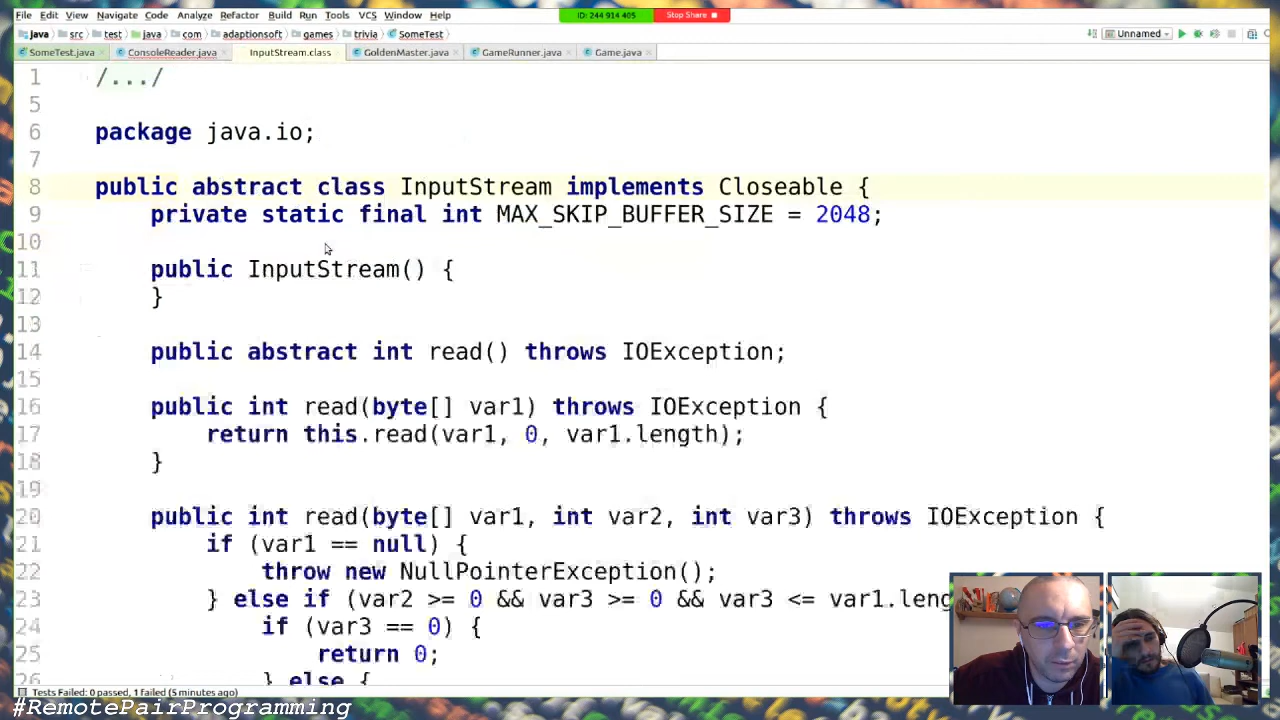 File Edit View Navigate Code Analyze Refactor Build Run Tools VCS Window Help
ID: 244 914 405 Stop Share
java src test java com adaptionsoft games trivia SomeTest Unnamed
SomeTest.java ConsoleReader.java InputStream.class GoldenMaster.java GameRunner.java Game.java
1 /.../
5
6 package java.io;
7
8 public abstract class InputStream implements Closeable {
9 private static final int MAX_SKIP_BUFFER_SIZE = 2048;
10
11 public InputStream() {
12 }
13
14 public abstract int read() throws IOException;
15
16 public int read(byte[] var1) throws IOException {
17 return this.read(var1, 0, var1.length);
18 }
19
20 public int read(byte[] var1, int var2, int var3) throws IOException {
21 if (var1 == null) {
22 throw new NullPointerException();
23 } else if (var2 >= 0 && var3 >= 0 && var3 <= var1.leng
24 if (var3 == 0) {
25 return 0;
26 } else {
Tests Failed: 0 passed, 1 failed (5 minutes ago)
#RemotePairProgramming